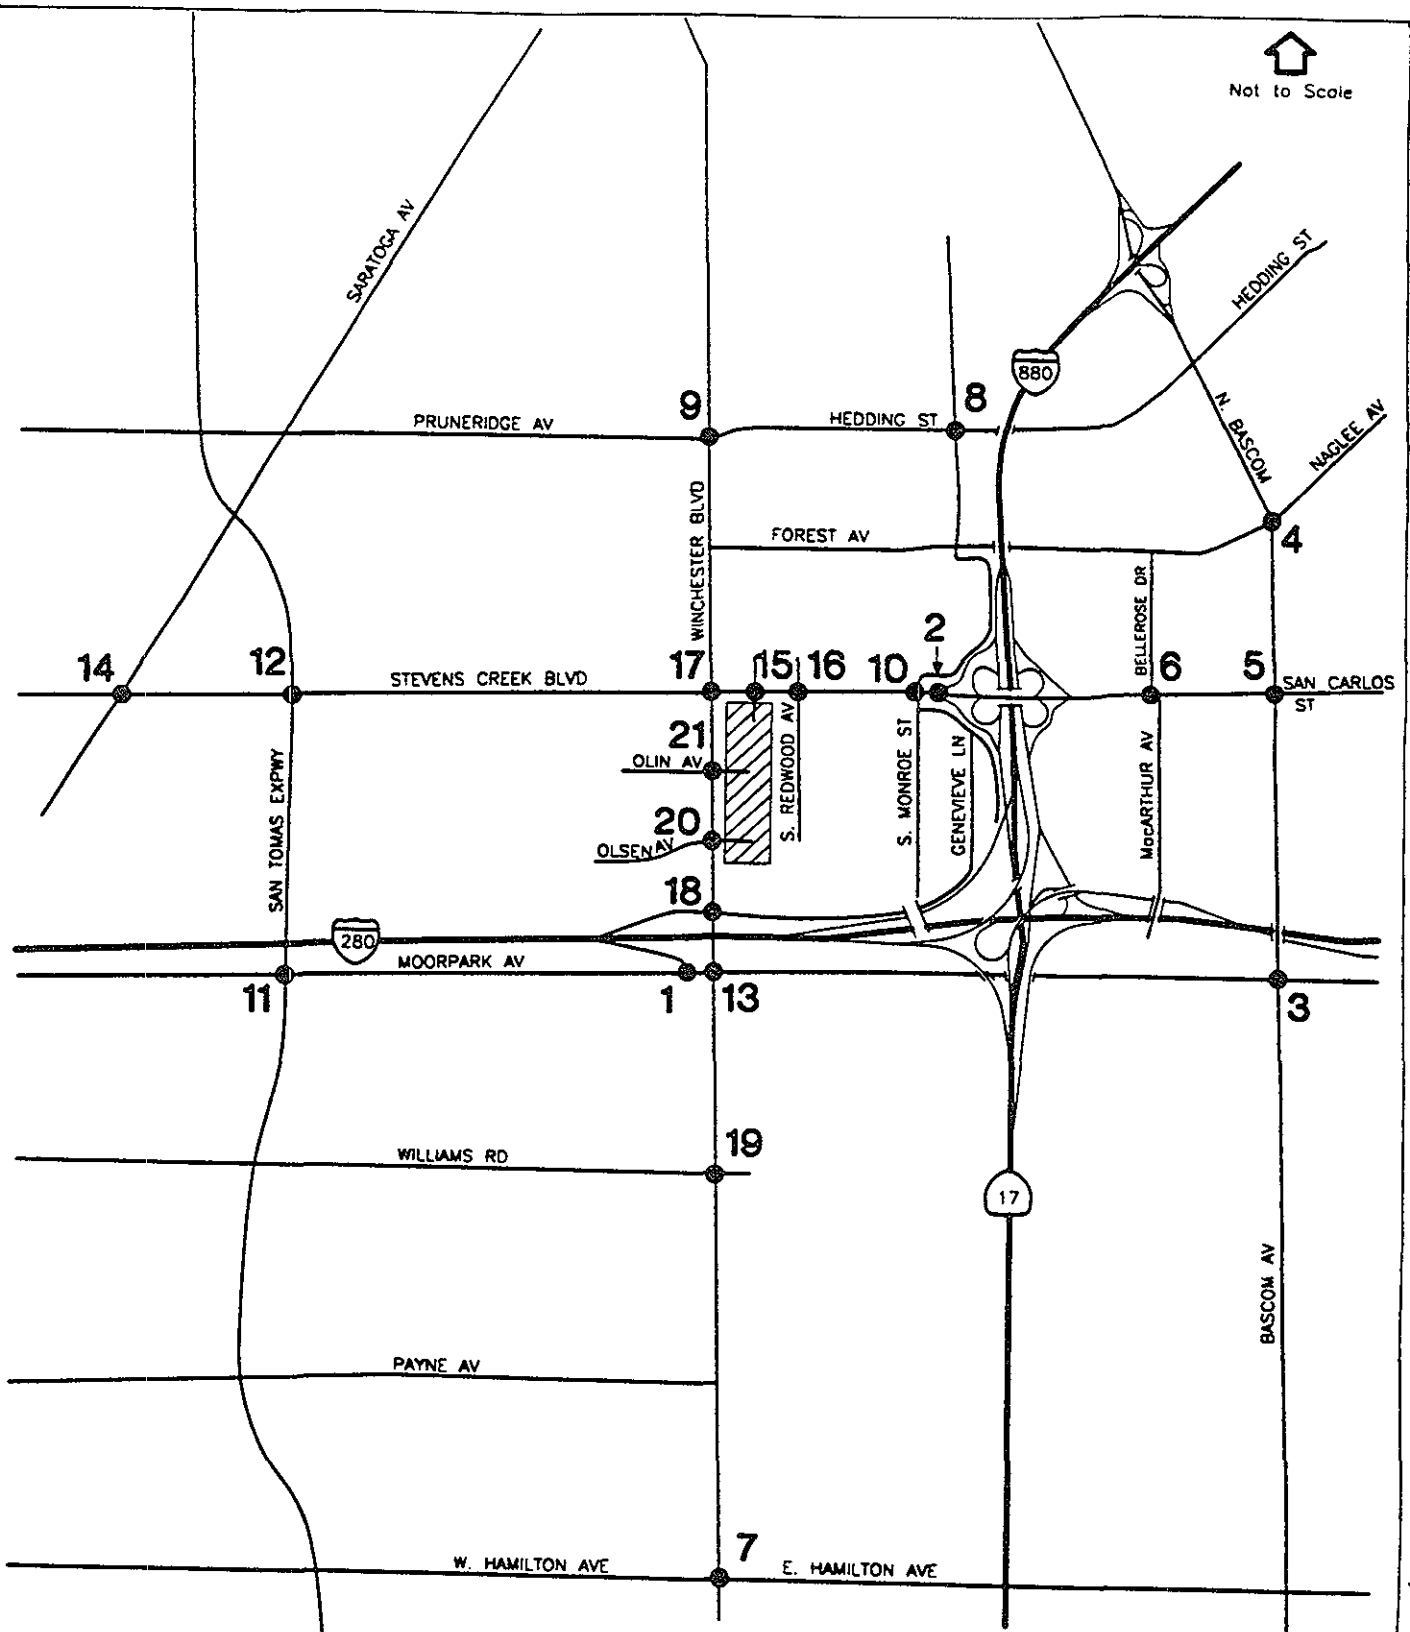 Not to Scale
SARATOGA AV
HEDDING ST
880
9
8
PRUNERIDGE AV
HEDDING ST
N. BASCOM
NAGLEE AV
WINCHESTER BLVD
FOREST AV
4
BELLEROSE DR
2
14
12
17
15
16
10
6
5
STEVENS CREEK BLVD
SAN CARLOS
ST
21
OLIN AV
S. REDWOOD AV
S. MONROE ST
GENEVIEVE LN
MacARTHUR AV
SAN TOMAS EXPWY
20
OLSEN AV
18
280
MOORPARK AV
11
1
13
3
19
WILLIAMS RD
17
BASCOM AV
PAYNE AV
7
W. HAMILTON AVE
E. HAMILTON AVE